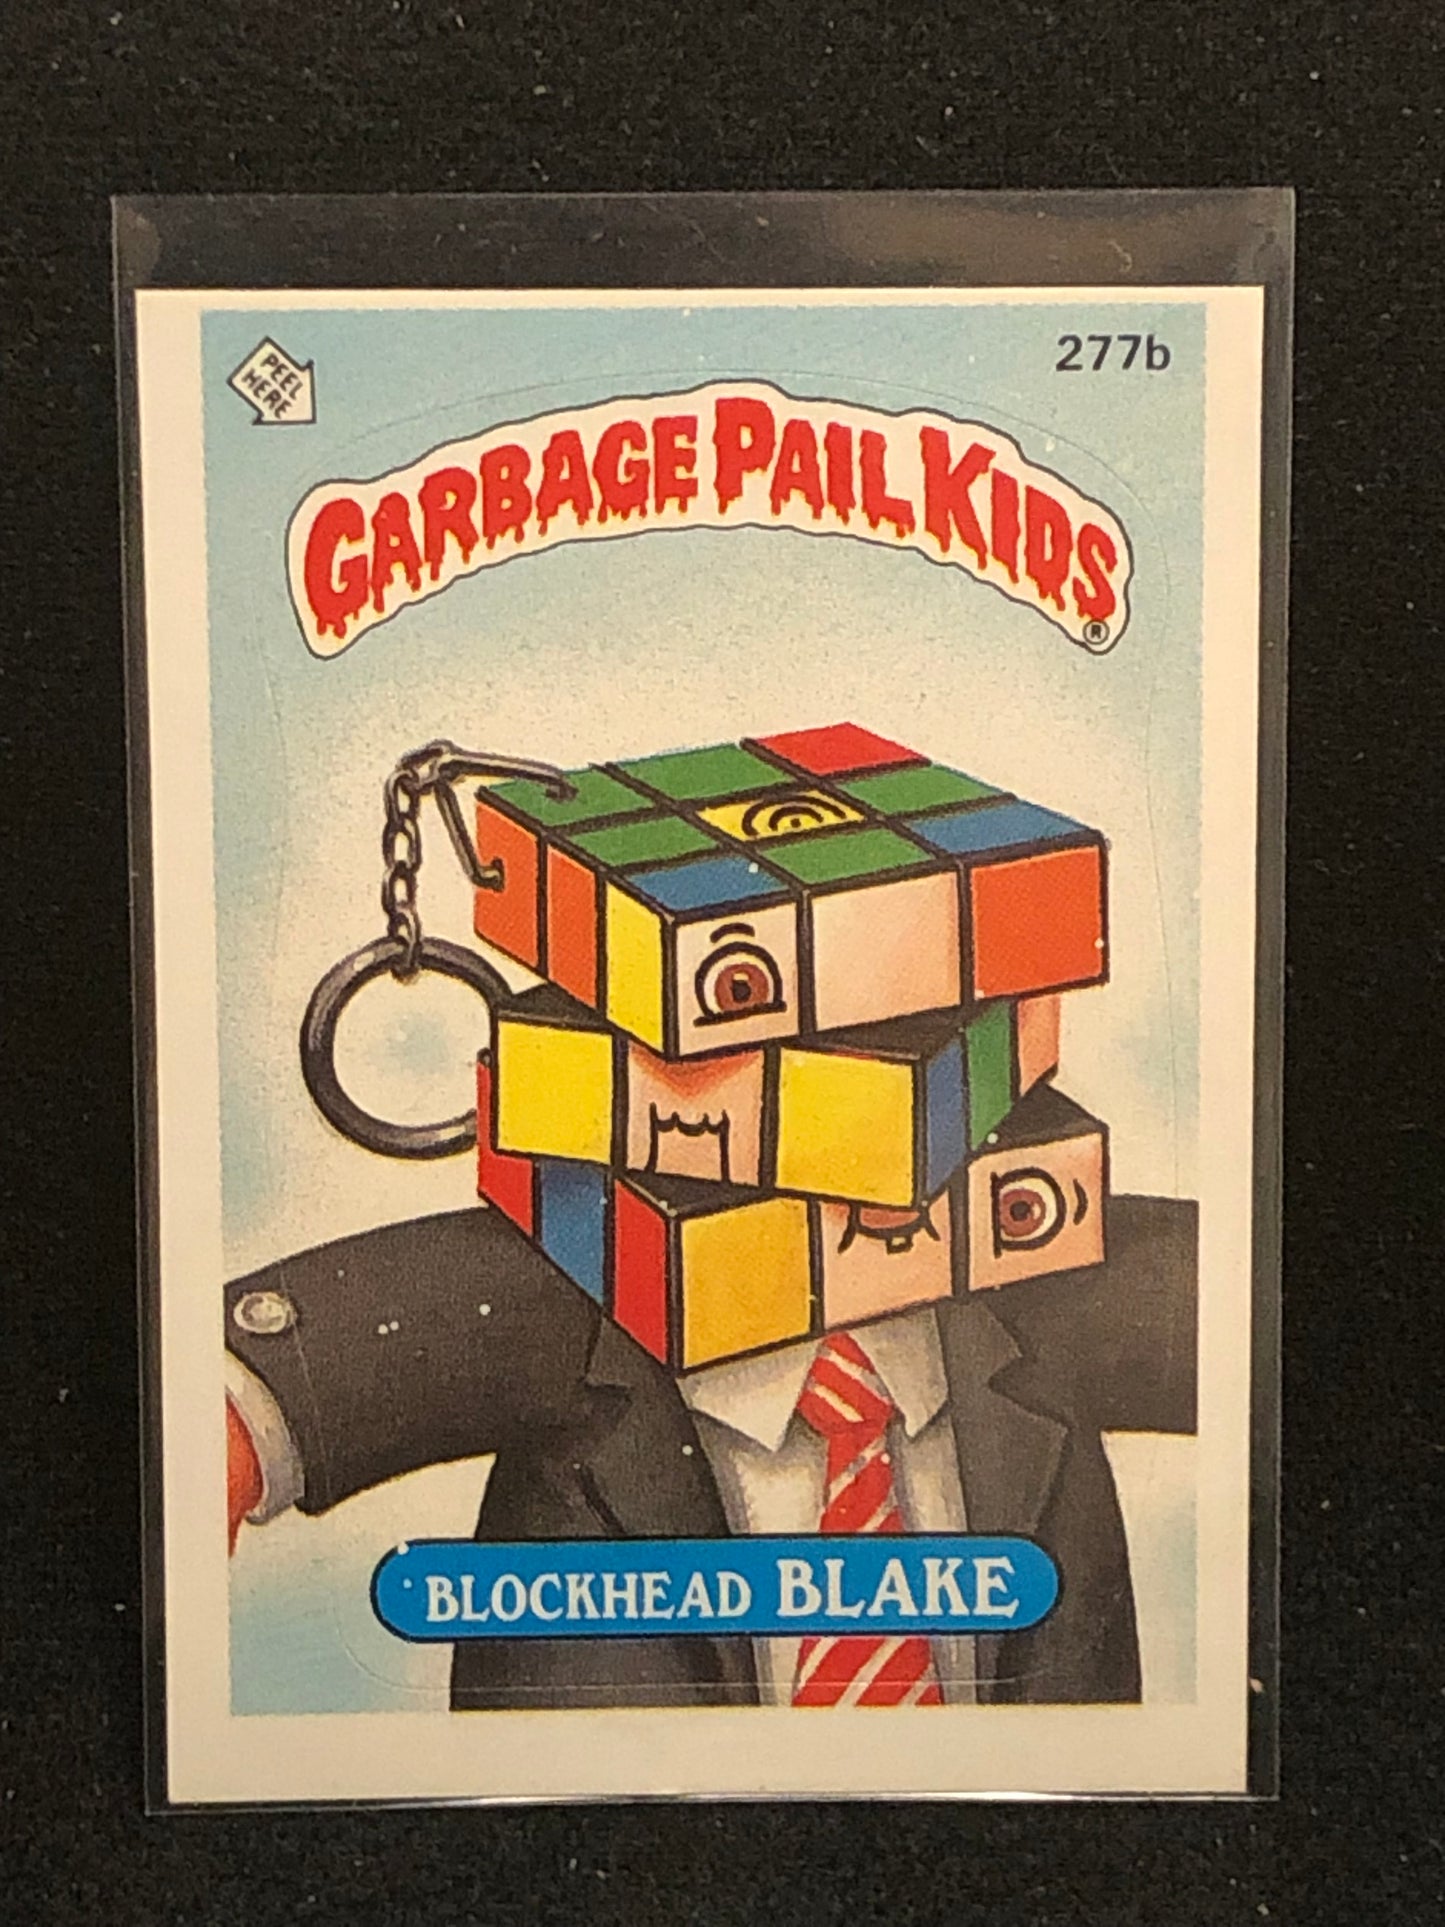 PEEL
HERE
277b
GARBAGE PAIL KIDS
®
BLOCKHEAD BLAKE